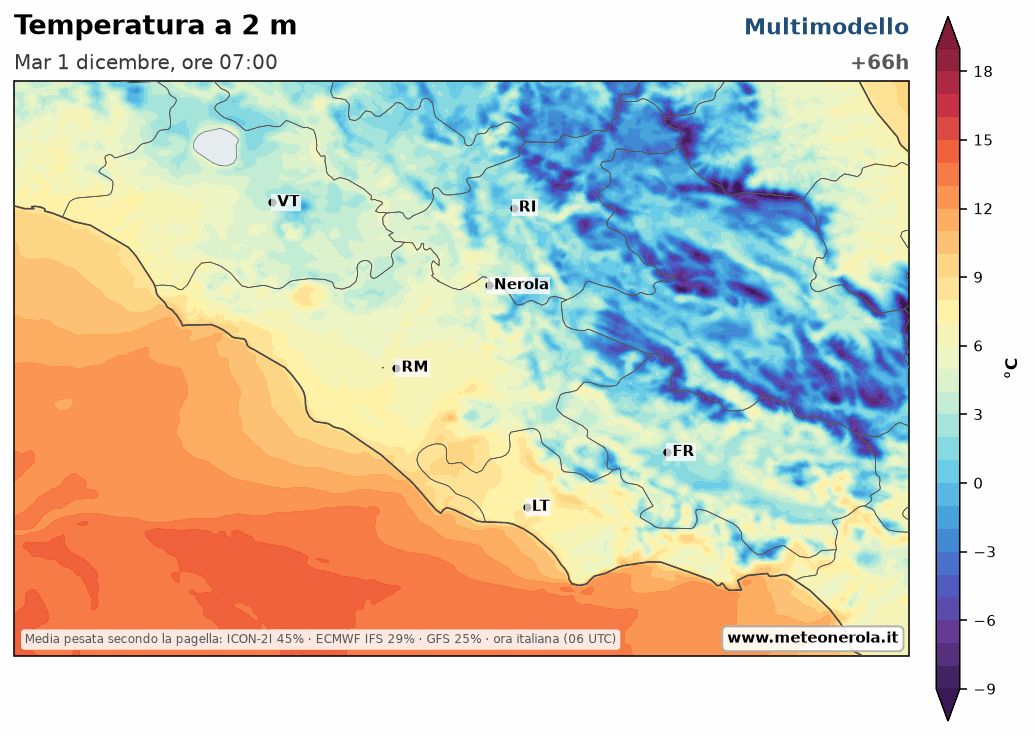 Temperatura a 2 m
Multimodello
Mar 1 dicembre, ore 07:00
+66h
VT
RI
Nerola
RM
FR
LT
18
15
12
9
6
3
0
−3
−6
−9
°C
Media pesata secondo la pagella: ICON-2I 45% · ECMWF IFS 29% · GFS 25% · ora italiana (06 UTC)
www.meteonerola.it